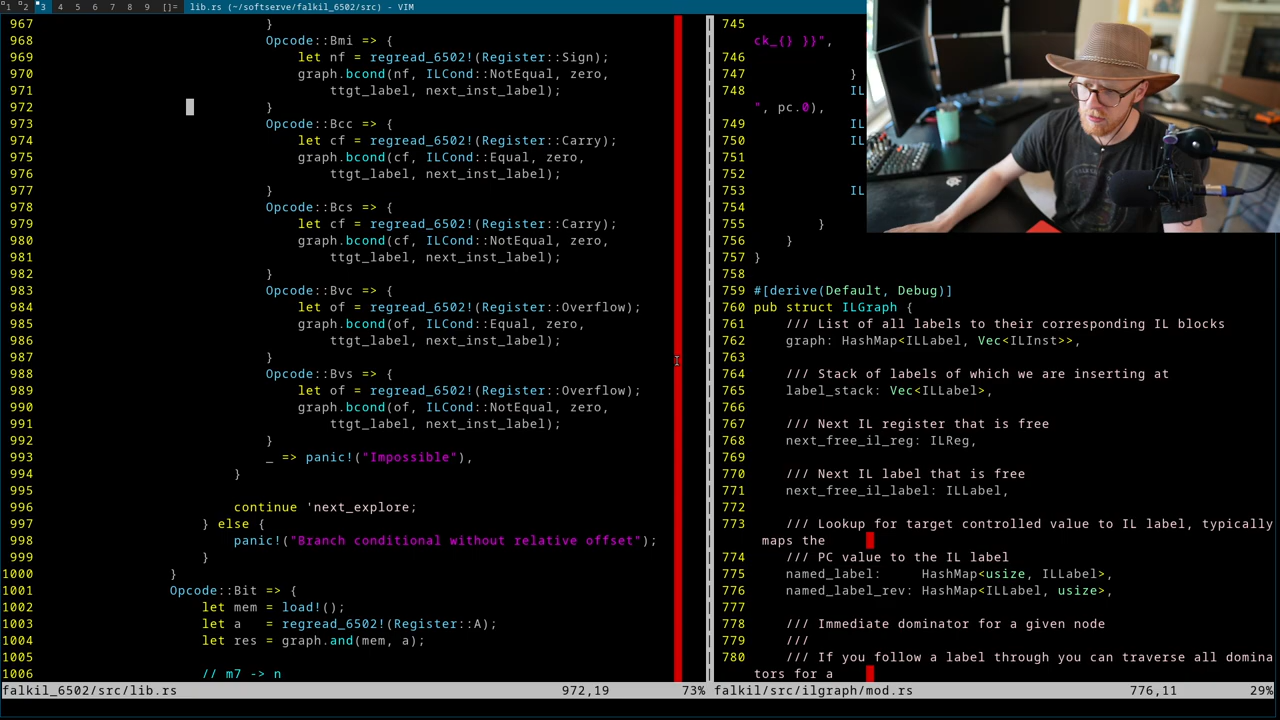 1 2 3 4 5 6 7 8 9 []= lib.rs (~/softserve/falkil_6502/src) - VIM
967 }
968 Opcode::Bmi => {
969 let nf = regread_6502!(Register::Sign);
970 graph.bcond(nf, ILCond::NotEqual, zero,
971 ttgt_label, next_inst_label);
972 }
973 Opcode::Bcc => {
974 let cf = regread_6502!(Register::Carry);
975 graph.bcond(cf, ILCond::Equal, zero,
976 ttgt_label, next_inst_label);
977 }
978 Opcode::Bcs => {
979 let cf = regread_6502!(Register::Carry);
980 graph.bcond(cf, ILCond::NotEqual, zero,
981 ttgt_label, next_inst_label);
982 }
983 Opcode::Bvc => {
984 let of = regread_6502!(Register::Overflow);
985 graph.bcond(of, ILCond::Equal, zero,
986 ttgt_label, next_inst_label);
987 }
988 Opcode::Bvs => {
989 let of = regread_6502!(Register::Overflow);
990 graph.bcond(of, ILCond::NotEqual, zero,
991 ttgt_label, next_inst_label);
992 }
993 _ => panic!("Impossible"),
994 }
995
996 continue 'next_explore;
997 } else {
998 panic!("Branch conditional without relative offset");
999 }
1000 }
1001 Opcode::Bit => {
1002 let mem = load!();
1003 let a = regread_6502!(Register::A);
1004 let res = graph.and(mem, a);
1005
1006 // m7 -> n
falkil_6502/src/lib.rs 972,19 73%
745
ck_{} }}",
746
747 }
748 IL
", pc.0),
749 IL
750 IL
751
752
753 IL
754
755 }
756 }
757 }
758
759 #[derive(Default, Debug)]
760 pub struct ILGraph {
761 /// List of all labels to their corresponding IL blocks
762 graph: HashMap<ILLabel, Vec<ILInst>>,
763
764 /// Stack of labels of which we are inserting at
765 label_stack: Vec<ILLabel>,
766
767 /// Next IL register that is free
768 next_free_il_reg: ILReg,
769
770 /// Next IL label that is free
771 next_free_il_label: ILLabel,
772
773 /// Lookup for target controlled value to IL label, typically
maps the
774 /// PC value to the IL label
775 named_label: HashMap<usize, ILLabel>,
776 named_label_rev: HashMap<ILLabel, usize>,
777
778 /// Immediate dominator for a given node
779 ///
780 /// If you follow a label through you can traverse all domina
tors for a
falkil/src/ilgraph/mod.rs 776,11 29%